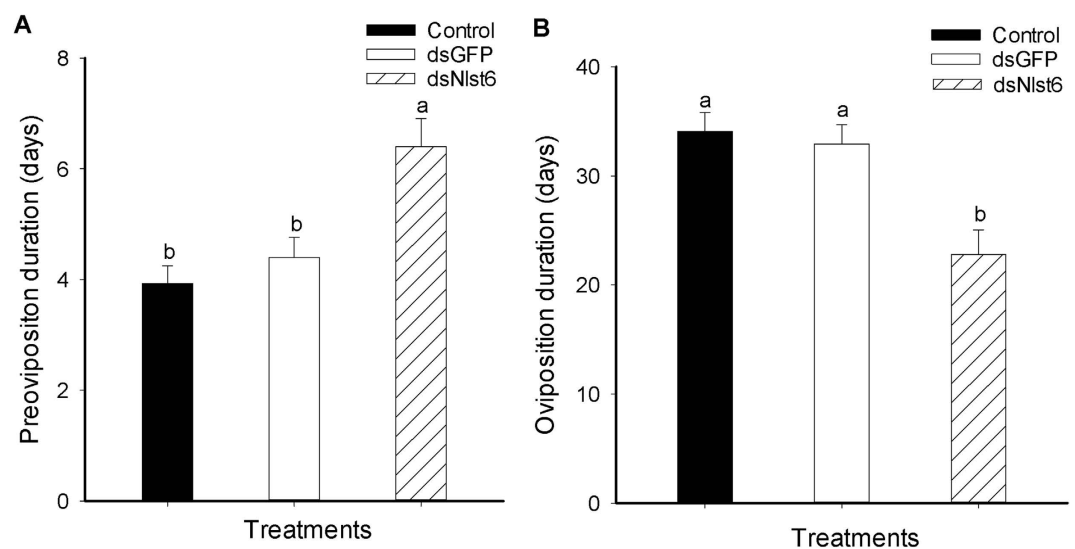 A
Control
dsGFP
dsNlst6
8
6
4
2
0
Preovipositon duration (days)
b
b
a
Treatments
B
Control
dsGFP
dsNlst6
40
30
20
10
0
Oviposition duration (days)
a
a
b
Treatments